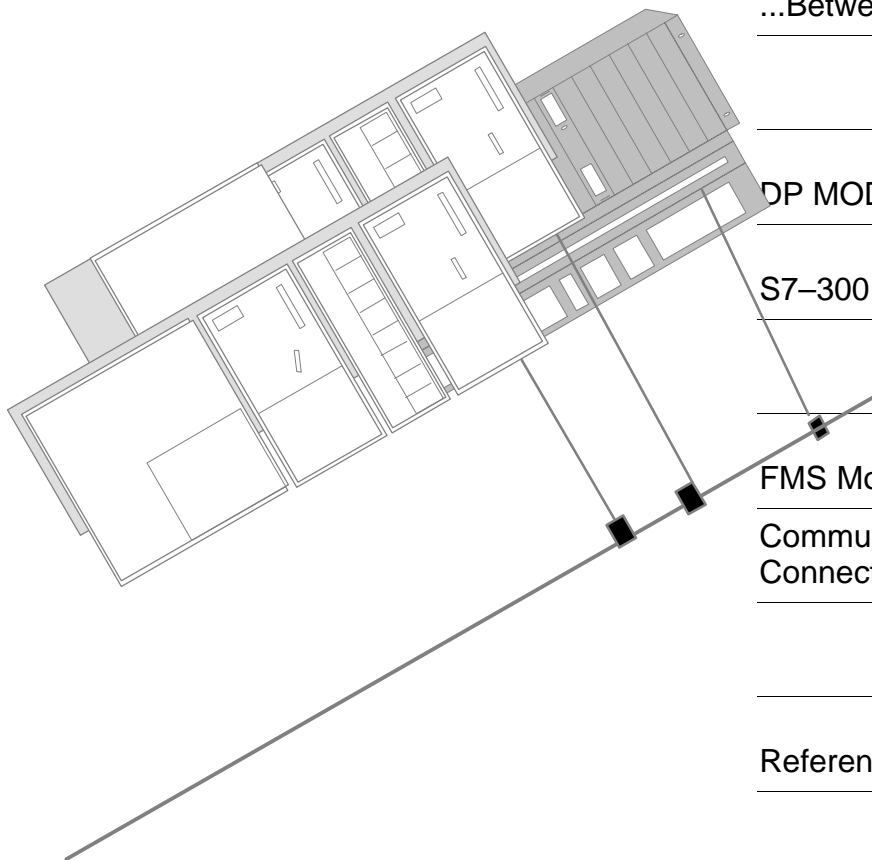 ...Betwe
DP MOD
S7–300
FMS Mo
Commu
Connect
Referen